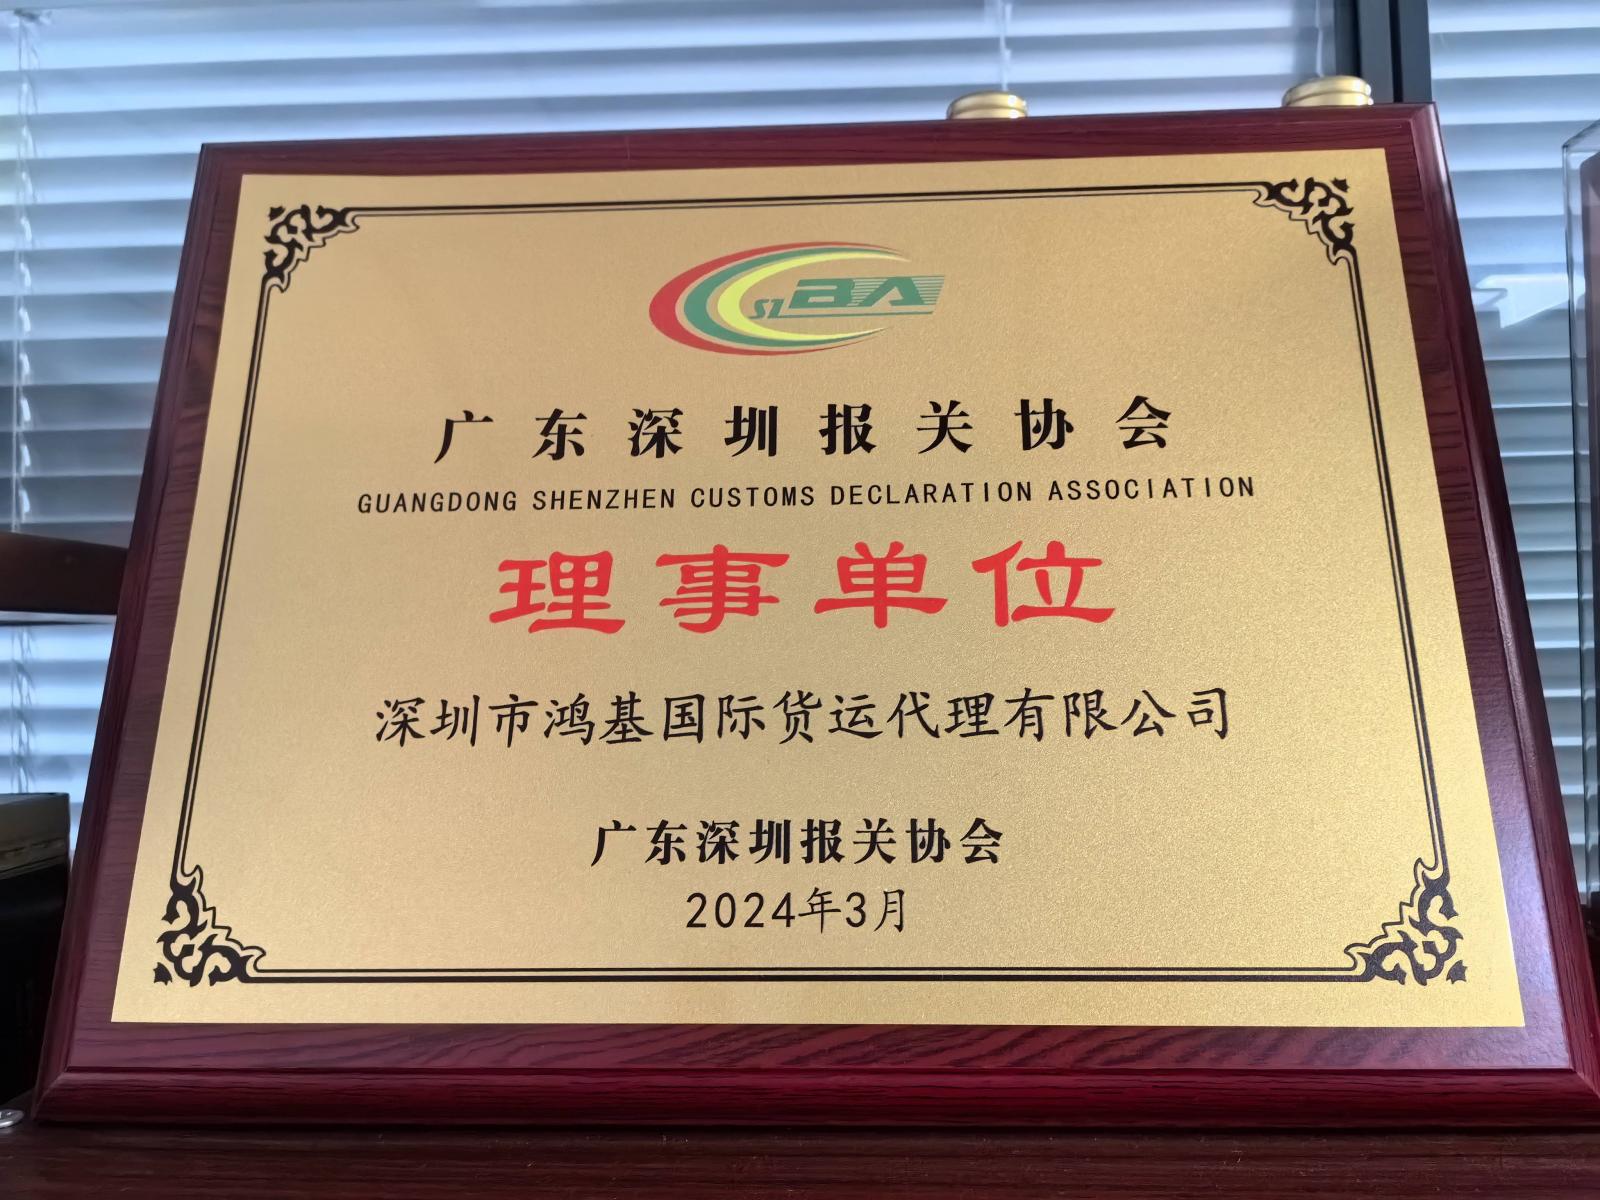 SZBA
广东深圳报关协会
GUANGDONG SHENZHEN CUSTOMS DECLARATION ASSOCIATION
理事单位
深圳市鸿基国际货运代理有限公司
广东深圳报关协会
2024年3月